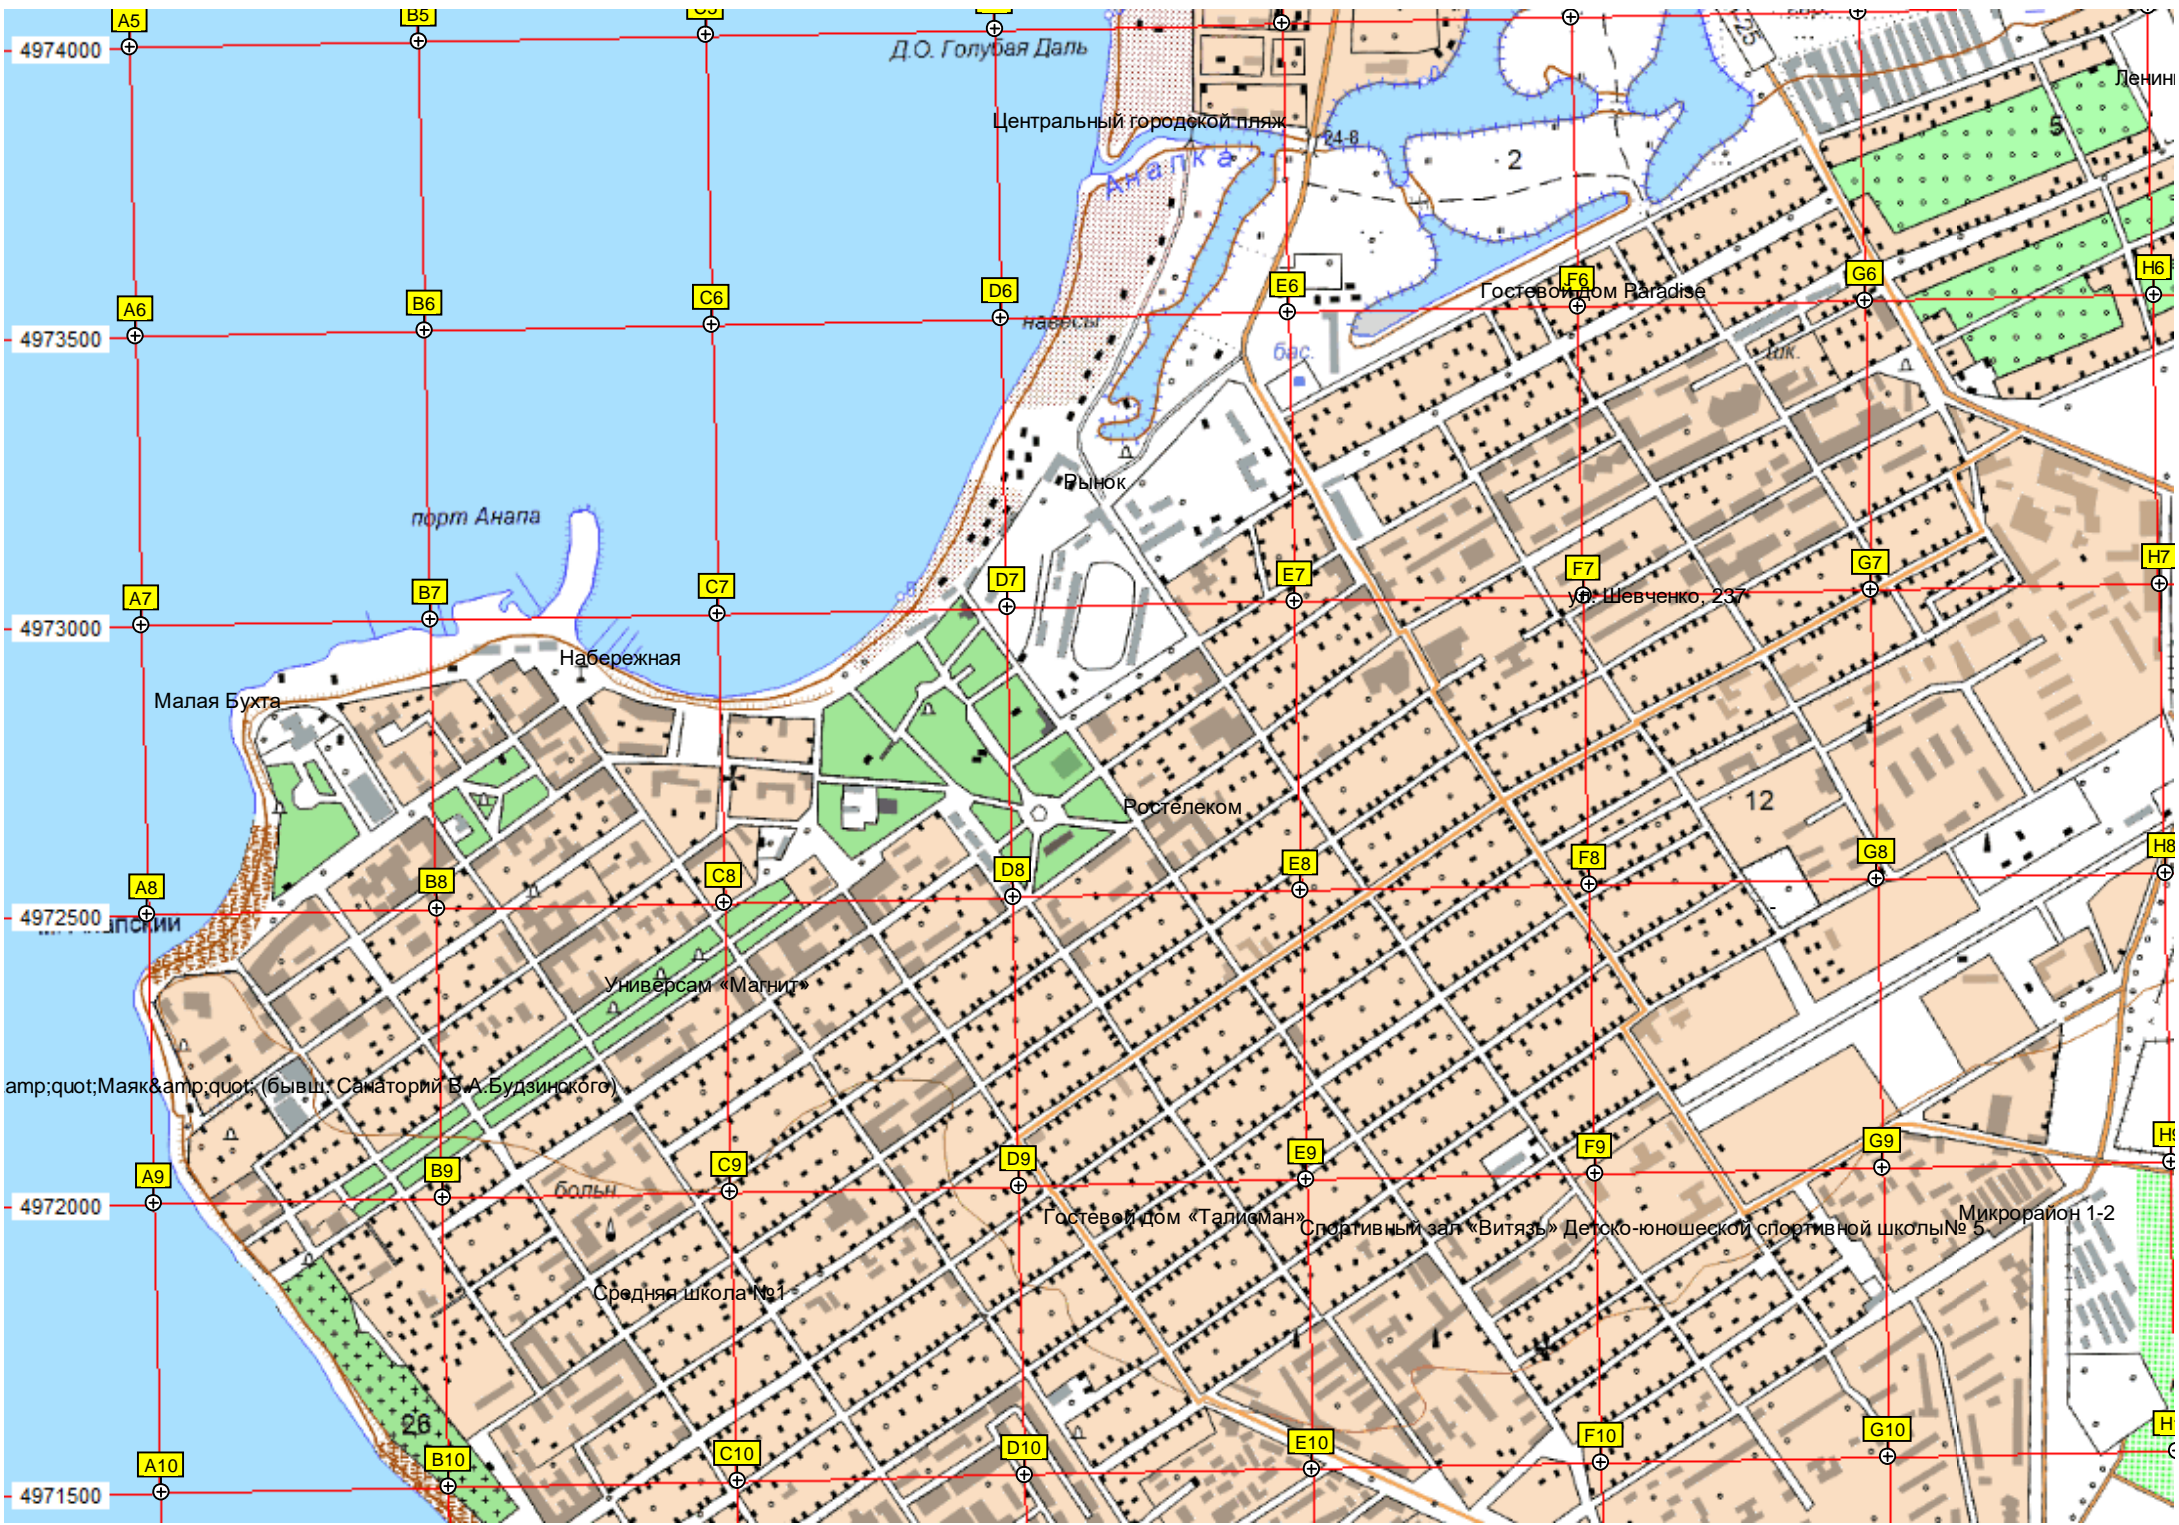 A5
B5
25
4974000
Д.О. Голубая Даль
Ленин
Центральный городской пляж
5
24-8
2
Анапка
H6
G6
E6
F6
D6
C6
B6
A6
Гостевой дом Paradise
навесы
4973500
бас.
шк.
Рынок
порт Анапа
H7
G7
F7
E7
D7
C7
B7
A7
ул. Шевченко, 237
4973000
Набережная
Малая Бухта
12
Ростелеком
H8
G8
F8
E8
D8
C8
B8
A8
4972500
Универсам «Магнит»
amp;quot;Маяк&amp;quot; (бывш. Санаторий В.А.Будзинского)
G9
F9
E9
D9
C9
B9
A9
больн.
4972000
Гостевой дом «Талисман»
Спортивный зал «Витязь» Детско-юношеской спортивной школы№ 5
Микрорайон 1-2
Средняя школа №1
26
G10
F10
E10
D10
C10
B10
A10
4971500